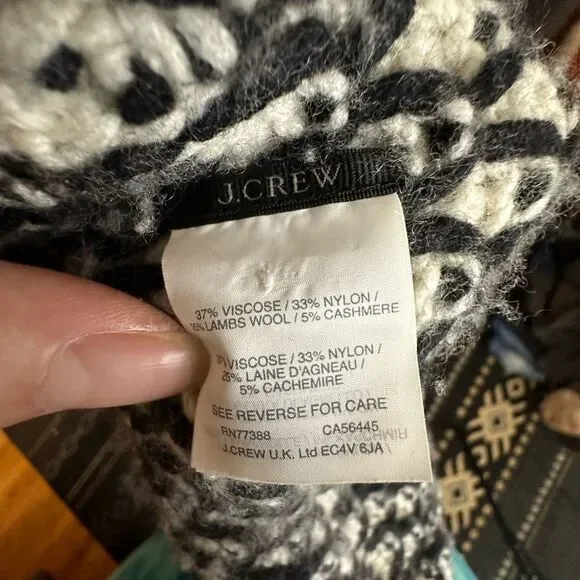 J.CREW
37% VISCOSE / 33% NYLON /
LAMBS WOOL / 5% CASHMERE
VISCOSE / 33% NYLON /
25% LAINE D'AGNEAU /
5% CACHEMIRE
SEE REVERSE FOR CARE
RN77388 CA56445
J.CREW U.K. Ltd EC4V 6JA